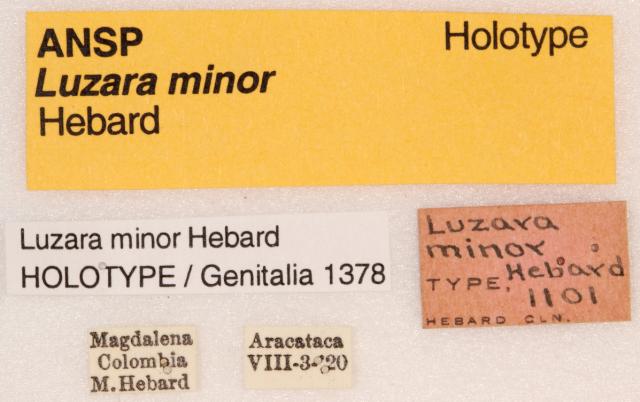 ANSP Holotype
Luzara minor
Hebard
Luzara minor Hebard
HOLOTYPE / Genitalia 1378
Luzara
minor
TYPE. Hebard
1101
HEBARD CLN.
Magdalena
Colombia
M. Hebard
Aracataca
VIII-3-'20